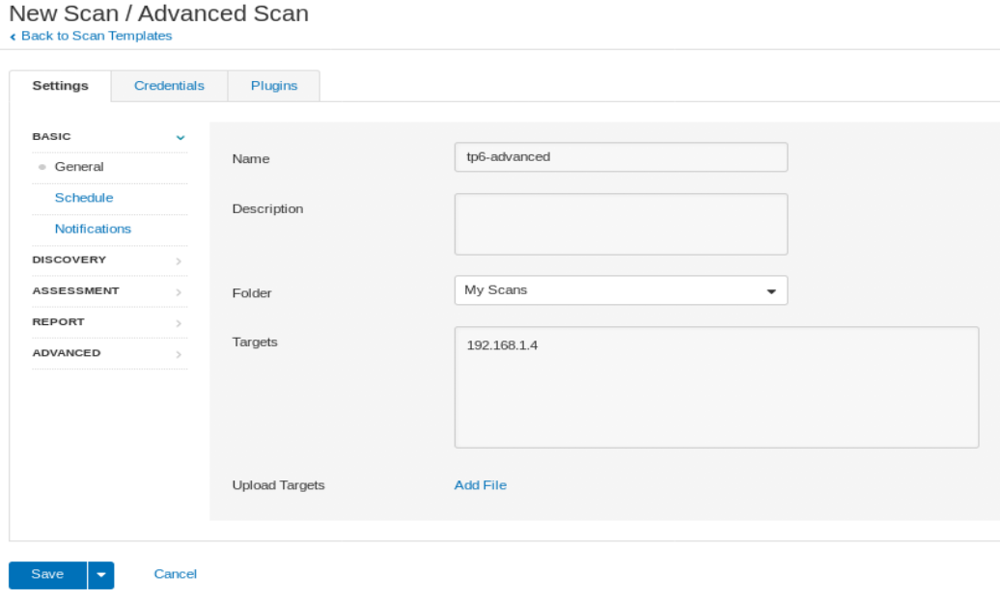 New Scan / Advanced Scan
Back to Scan Templates
Settings Credentials Plugins
BASIC
General
Schedule
Notifications
DISCOVERY
ASSESSMENT
REPORT
ADVANCED
Name tp6-advanced
Description
Folder My Scans
Targets 192.168.1.4
Upload Targets Add File
Save Cancel